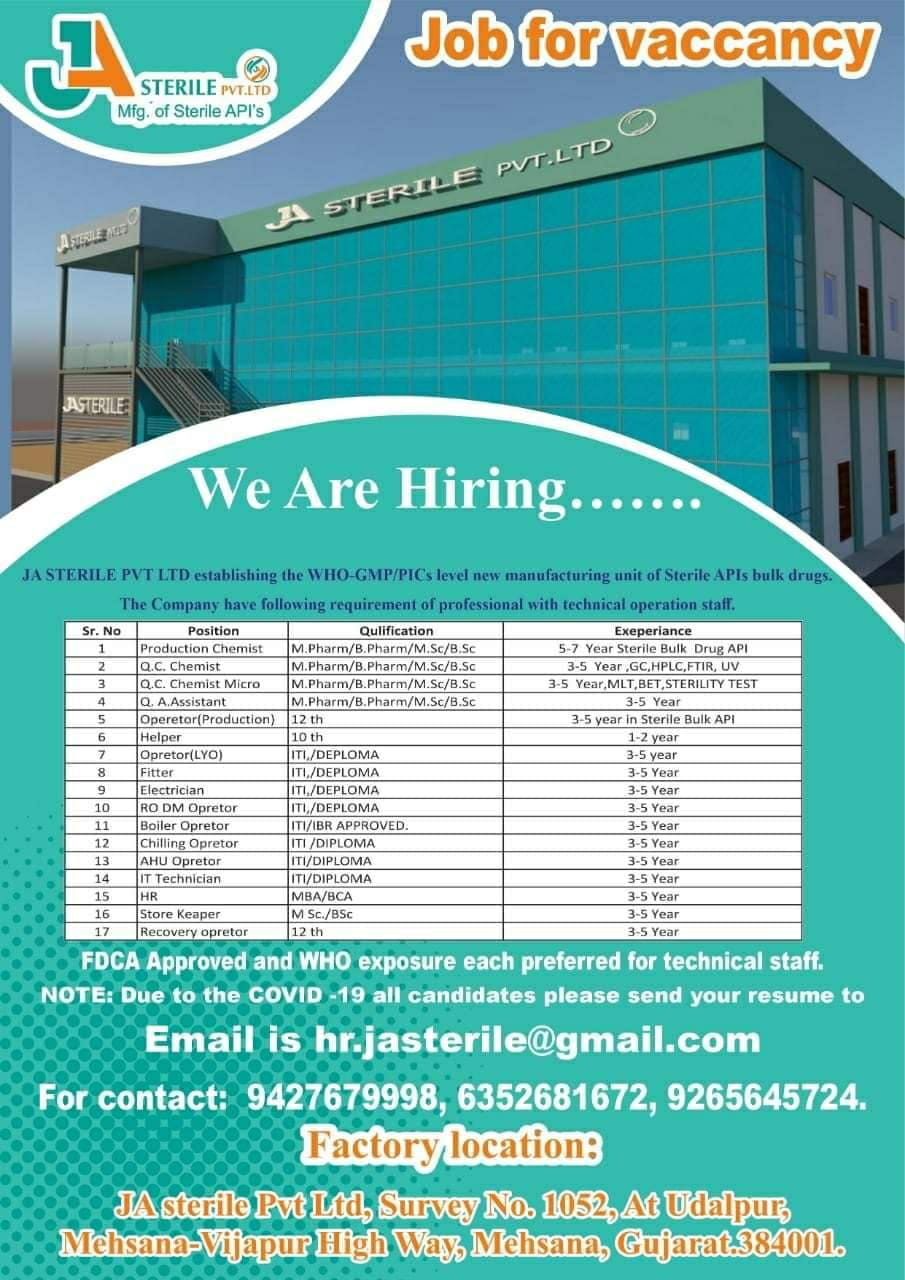 JA STERILE PVT.LTD
Mfg. of Sterile API's
Job for vaccancy
JA STERILE PVT.LTD
JA STERILE PVT.LTD
JASTERILE
We Are Hiring.......
JA STERILE PVT LTD establishing the WHO-GMP/PICs level new manufacturing unit of Sterile APIs bulk drugs.
The Company have following requirement of professional with technical operation staff.
Sr. No Position Qulification Exeperiance
1 Production Chemist M.Pharm/B.Pharm/M.Sc/B.Sc 5-7 Year Sterile Bulk Drug API
2 Q.C. Chemist M.Pharm/B.Pharm/M.Sc/B.Sc 3-5 Year ,GC,HPLC,FTIR, UV
3 Q.C. Chemist Micro M.Pharm/B.Pharm/M.Sc/B.Sc 3-5 Year,MLT,BET,STERILITY TEST
4 Q. A.Assistant M.Pharm/B.Pharm/M.Sc/B.Sc 3-5 Year
5 Operetor(Production) 12 th 3-5 year in Sterile Bulk API
6 Helper 10 th 1-2 year
7 Opretor(LYO) ITI,/DEPLOMA 3-5 year
8 Fitter ITI,/DEPLOMA 3-5 Year
9 Electrician ITI,/DEPLOMA 3-5 Year
10 RO DM Opretor ITI,/DEPLOMA 3-5 Year
11 Boiler Opretor ITI/IBR APPROVED. 3-5 Year
12 Chilling Opretor ITI /DIPLOMA 3-5 Year
13 AHU Opretor ITI/DIPLOMA 3-5 Year
14 IT Technician ITI/DIPLOMA 3-5 Year
15 HR MBA/BCA 3-5 Year
16 Store Keaper M Sc./BSc 3-5 Year
17 Recovery opretor 12 th 3-5 Year
FDCA Approved and WHO exposure each preferred for technical staff.
NOTE: Due to the COVID -19 all candidates please send your resume to
Email is hr.jasterile@gmail.com
For contact: 9427679998, 6352681672, 9265645724.
Factory location:
JA sterile Pvt Ltd, Survey No. 1052, At Udalpur,
Mehsana-Vijapur High Way, Mehsana, Gujarat.384001.